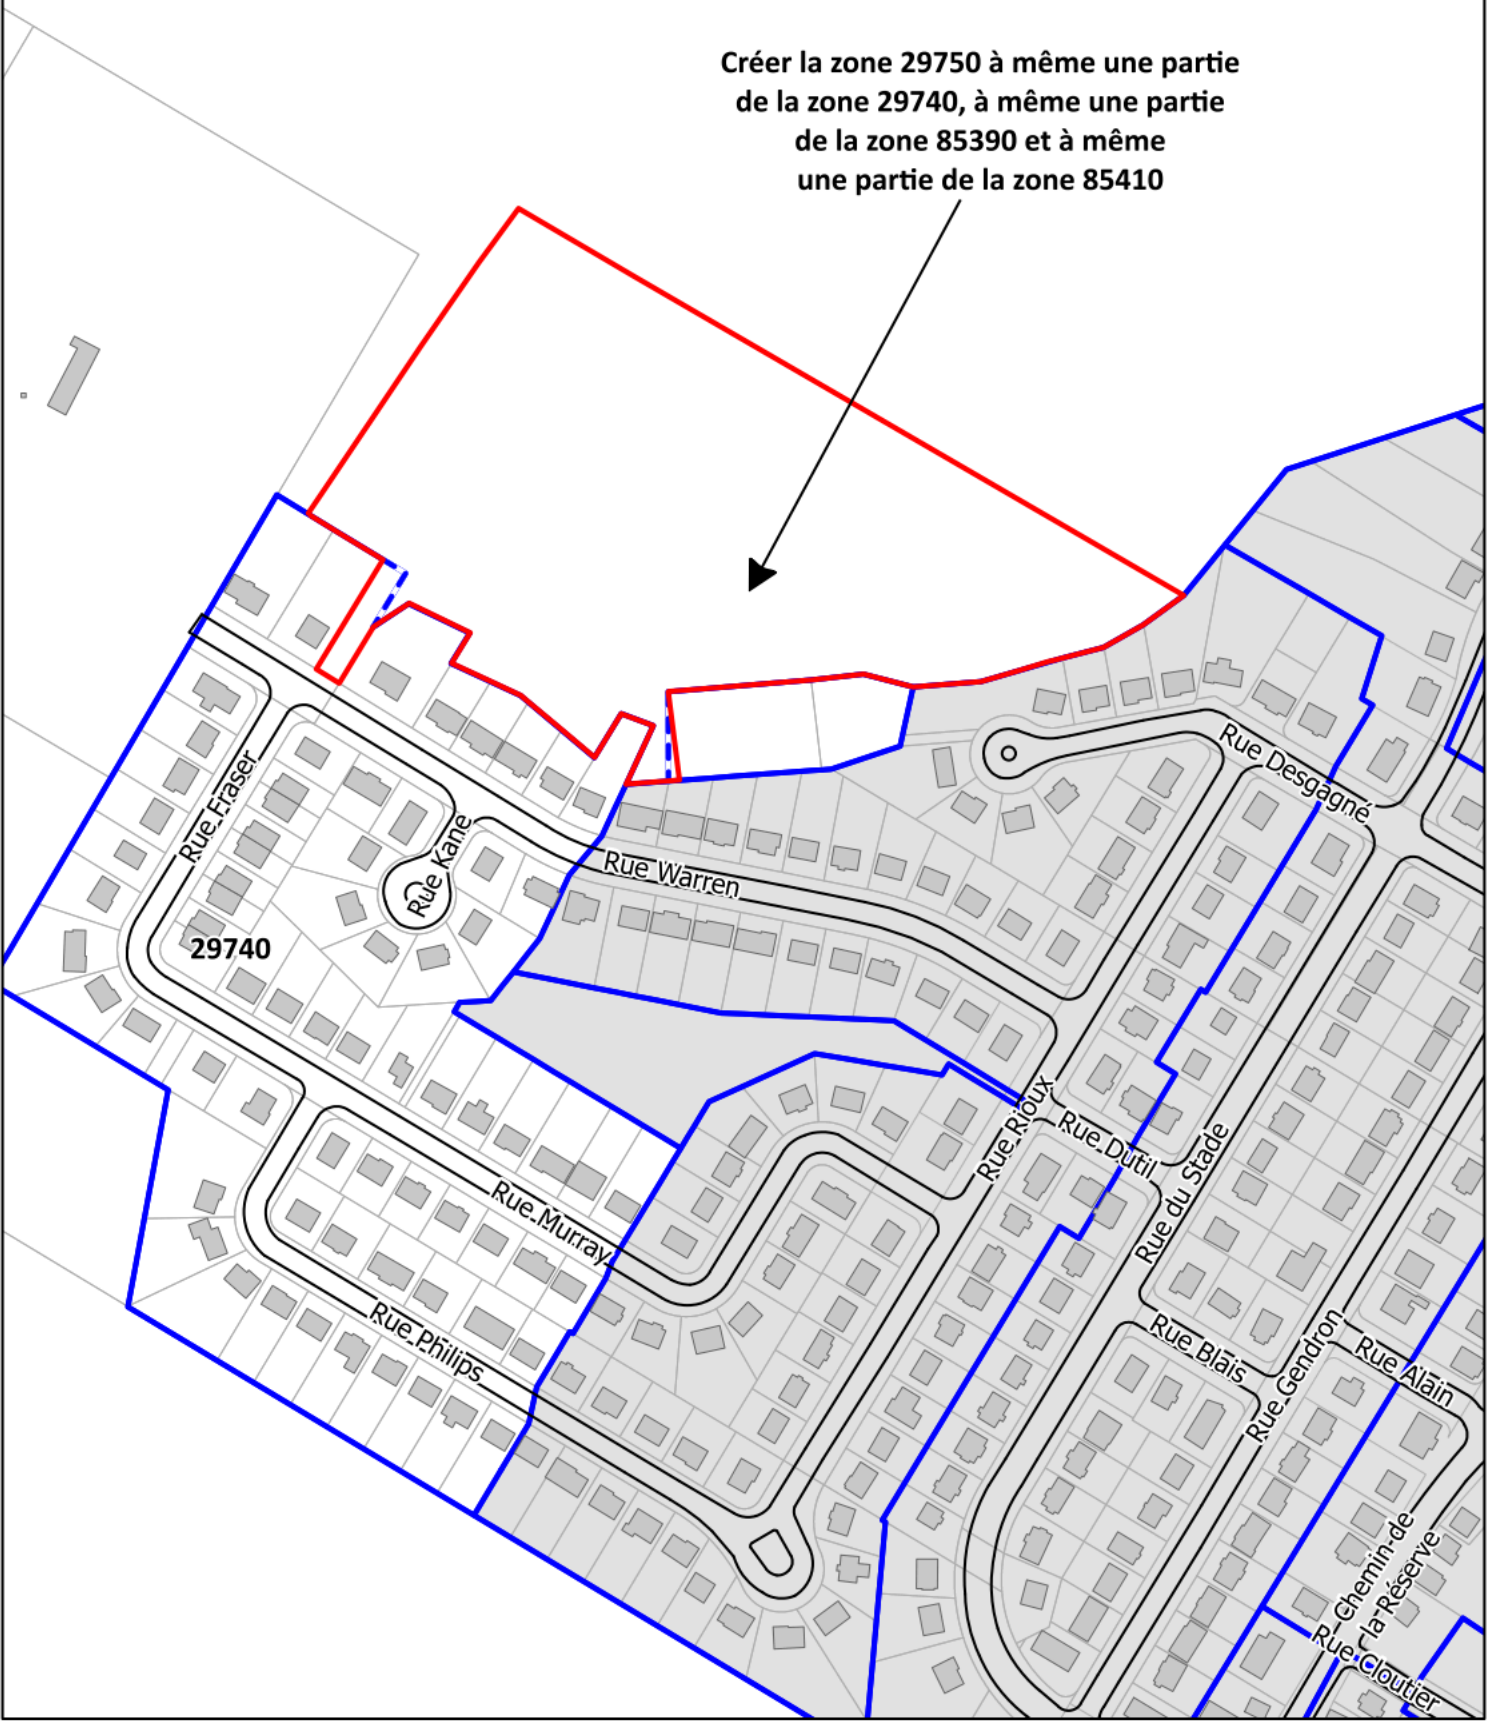 Créer la zone 29750 à même une partie
de la zone 29740, à même une partie
de la zone 85390 et à même
une partie de la zone 85410
Rue Desgagné
Rue Fraser
Rue Kane
Rue Warren
29740
Rue Rioux
Rue Dutil
Rue du Stade
Rue Murray
Rue Philips
Rue Blais
Rue Gendron
Rue Alain
Chemin-de
la-Réserve
Rue Cloutier